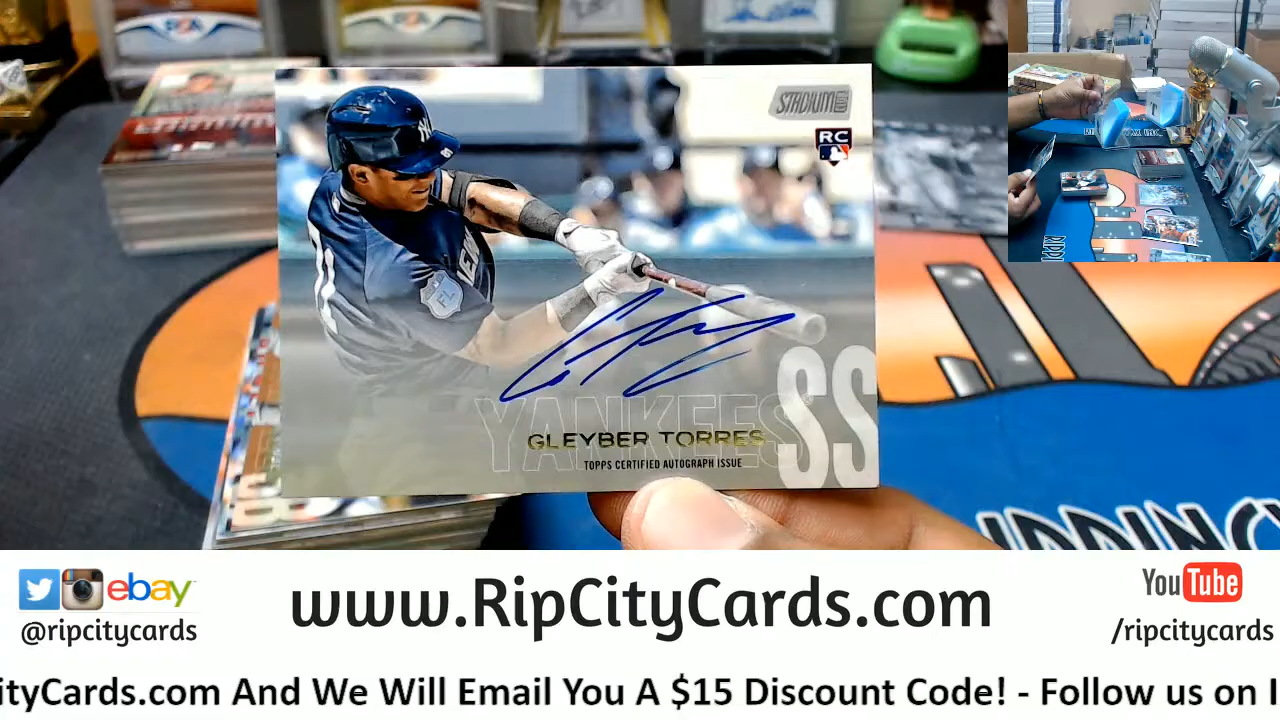 STADIUM CLUB
RC
YANKEES
SS
GLEYBER TORRES
TOPPS CERTIFIED AUTOGRAPH ISSUE
ebay
@ripcitycards
www.RipCityCards.com
YouTube
/ripcitycards
ityCards.com And We Will Email You A $15 Discount Code! - Follow us on I